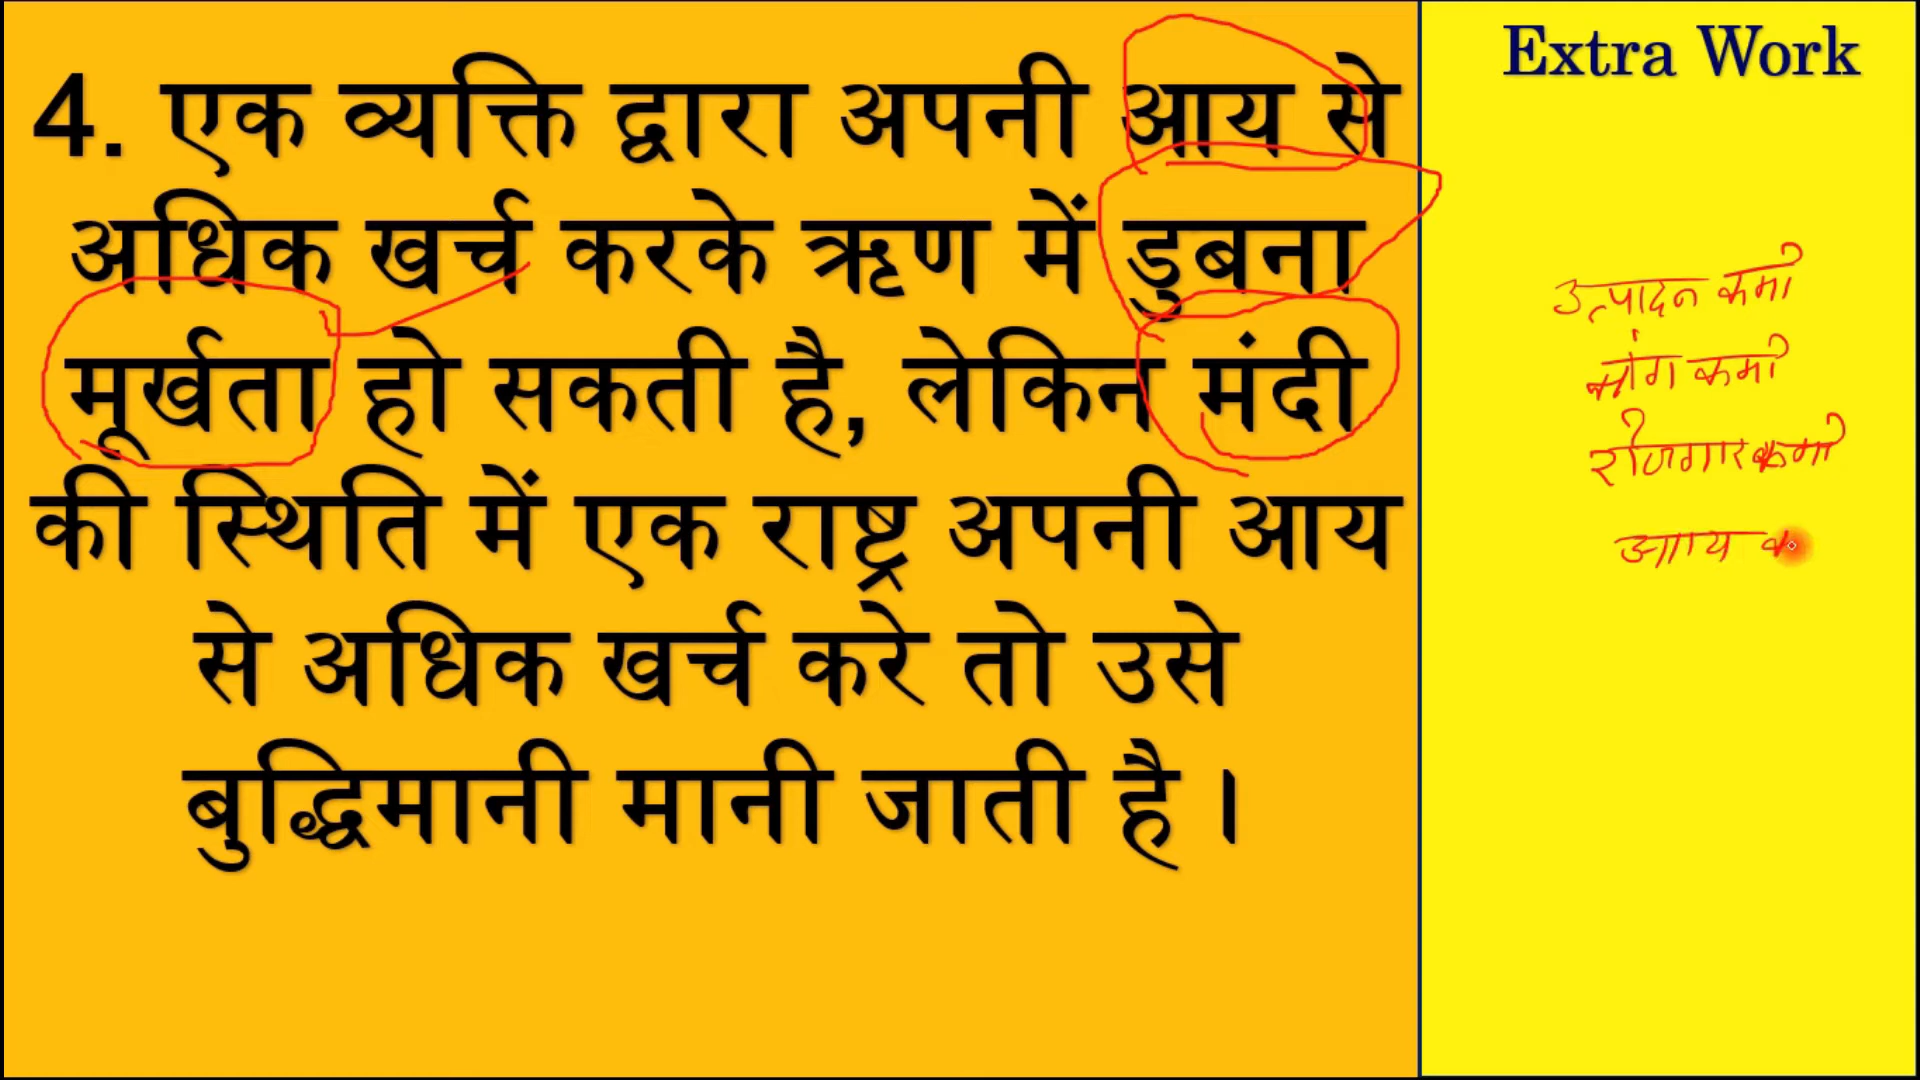 4. एक व्यक्ति द्वारा अपनी आय से
अधिक खर्च करके ऋण में डुबना
मूर्खता हो सकती है, लेकिन मंदी
की स्थिति में एक राष्ट्र अपनी आय
से अधिक खर्च करे तो उसे
बुद्धिमानी मानी जाती है ।
Extra Work
उत्पादन कमी
मांग कमी
रोजगार कमी
आय